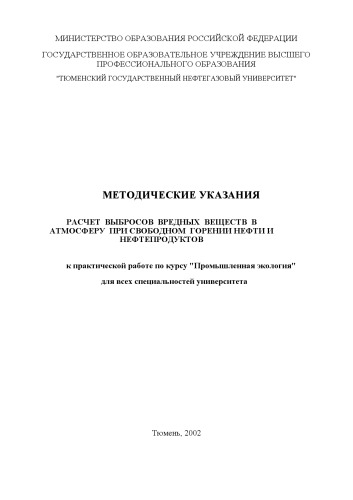 МИНИСТЕРСТВО ОБРАЗОВАНИЯ РОССИЙСКОЙ ФЕДЕРАЦИИ
ГОСУДАРСТВЕННОЕ ОБРАЗОВАТЕЛЬНОЕ УЧРЕЖДЕНИЕ ВЫСШЕГО
ПРОФЕССИОНАЛЬНОГО ОБРАЗОВАНИЯ
"ТЮМЕНСКИЙ ГОСУДАРСТВЕННЫЙ НЕФТЕГАЗОВЫЙ УНИВЕРСИТЕТ"
МЕТОДИЧЕСКИЕ УКАЗАНИЯ
РАСЧЕТ ВЫБРОСОВ ВРЕДНЫХ ВЕЩЕСТВ В
АТМОСФЕРУ ПРИ СВОБОДНОМ ГОРЕНИИ НЕФТИ И
НЕФТЕПРОДУКТОВ
к практической работе по курсу "Промышленная экология"
для всех специальностей университета
Тюмень, 2002